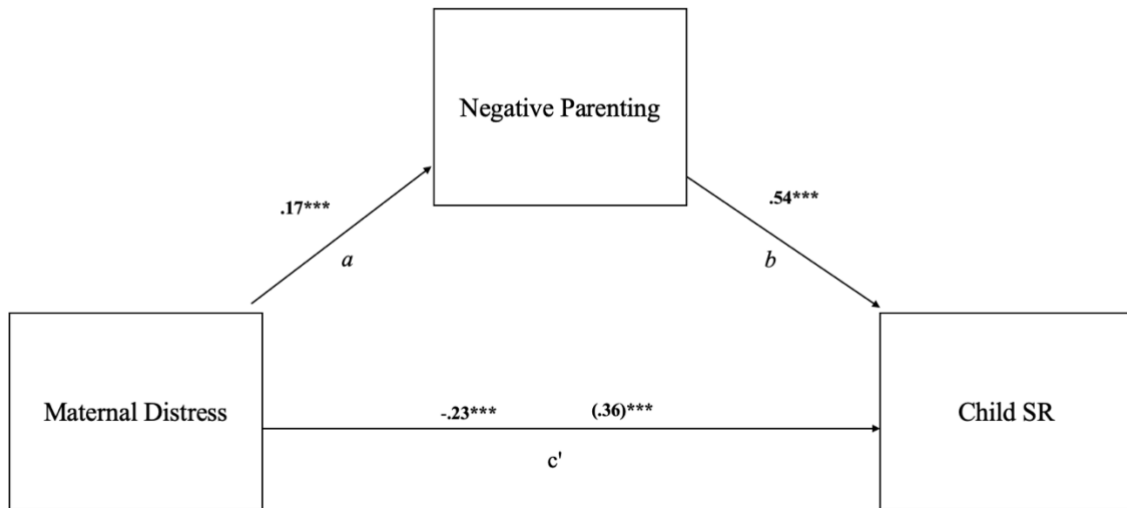 Negative Parenting
.17***
.54***
a
b
Maternal Distress
-.23*** (.36)***
Child SR
c'